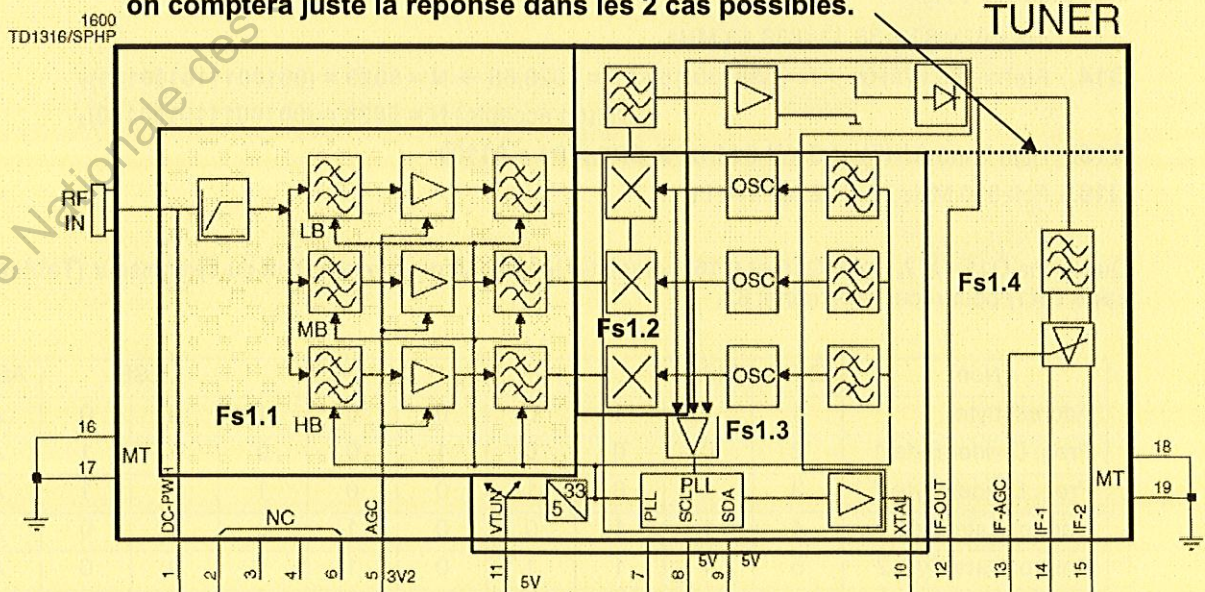 on comptera juste la réponse dans les 2 cas possibles.
TUNER
1600
TD1316/SPHP
e Nationale des
RF
IN
LB
MB
HB
OSC
OSC
OSC
Fs1.1
Fs1.2
Fs1.3
Fs1.4
16
17
18
19
MT
MT
DC-PWT
NC
AGC
VTUN
33
5
PLL
PLL
SCL
SDA
XTAL
IF-OUT
IF-AGC
IF-1
IF-2
1
2
3
4
6
5
3V2
11
5V
7
8
5V
9
5V
10
12
13
14
15